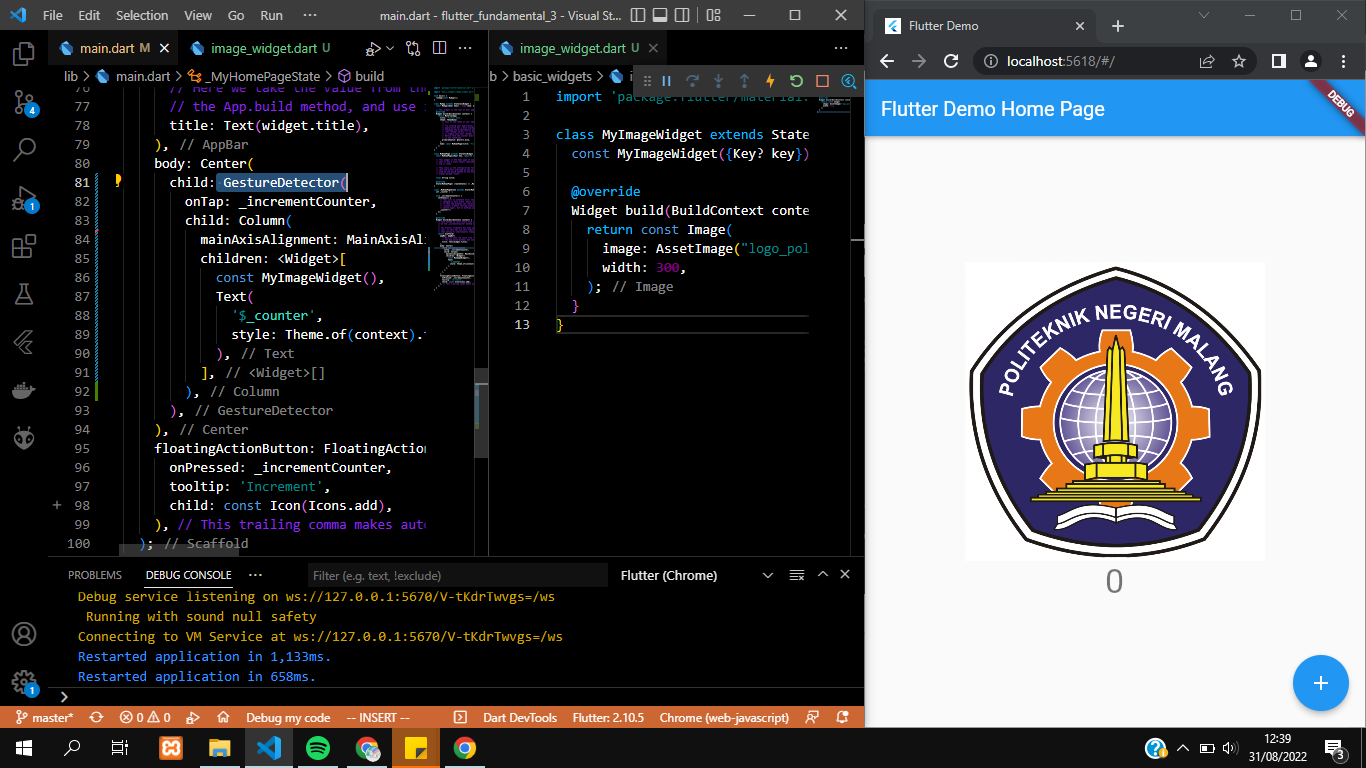 File Edit Selection View Go Run ··· main.dart - flutter_fundamental_3 - Visual St...
main.dart M
image_widget.dart U
lib > main.dart > _MyHomePageState > build
77 // the App.build method, and use
78 title: Text(widget.title),
79 ), // AppBar
80 body: Center(
81 child: GestureDetector(
82 onTap: _incrementCounter,
83 child: Column(
84 mainAxisAlignment: MainAxisAli
85 children: <Widget>[
86 const MyImageWidget(),
87 Text(
88 '$_counter',
89 style: Theme.of(context).
90 ), // Text
91 ], // <Widget>[]
92 ), // Column
93 ), // GestureDetector
94 ), // Center
95 floatingActionButton: FloatingAction
96 onPressed: _incrementCounter,
97 tooltip: 'Increment',
98 child: const Icon(Icons.add),
99 ), // This trailing comma makes aut
100 ); // Scaffold
image_widget.dart U
b > basic_widgets >
1 import 'package:flutter/material.
2
3 class MyImageWidget extends State
4 const MyImageWidget({Key? key})
5
6 @override
7 Widget build(BuildContext conte
8 return const Image(
9 image: AssetImage("logo_pol
10 width: 300,
11 ); // Image
12 }
13 }
PROBLEMS DEBUG CONSOLE ··· Filter (e.g. text, !exclude) Flutter (Chrome)
Debug service listening on ws://127.0.0.1:5670/V-tKdrTwvgs=/ws
Running with sound null safety
Connecting to VM Service at ws://127.0.0.1:5670/V-tKdrTwvgs=/ws
Restarted application in 1,133ms.
Restarted application in 658ms.
master* 0 0 Debug my code -- INSERT -- Dart DevTools Flutter: 2.10.5 Chrome (web-javascript)
4
1
1
Flutter Demo
localhost:5618/#/
Flutter Demo Home Page
DEBUG
POLITEKNIK NEGERI MALANG
0
12:39
31/08/2022
3